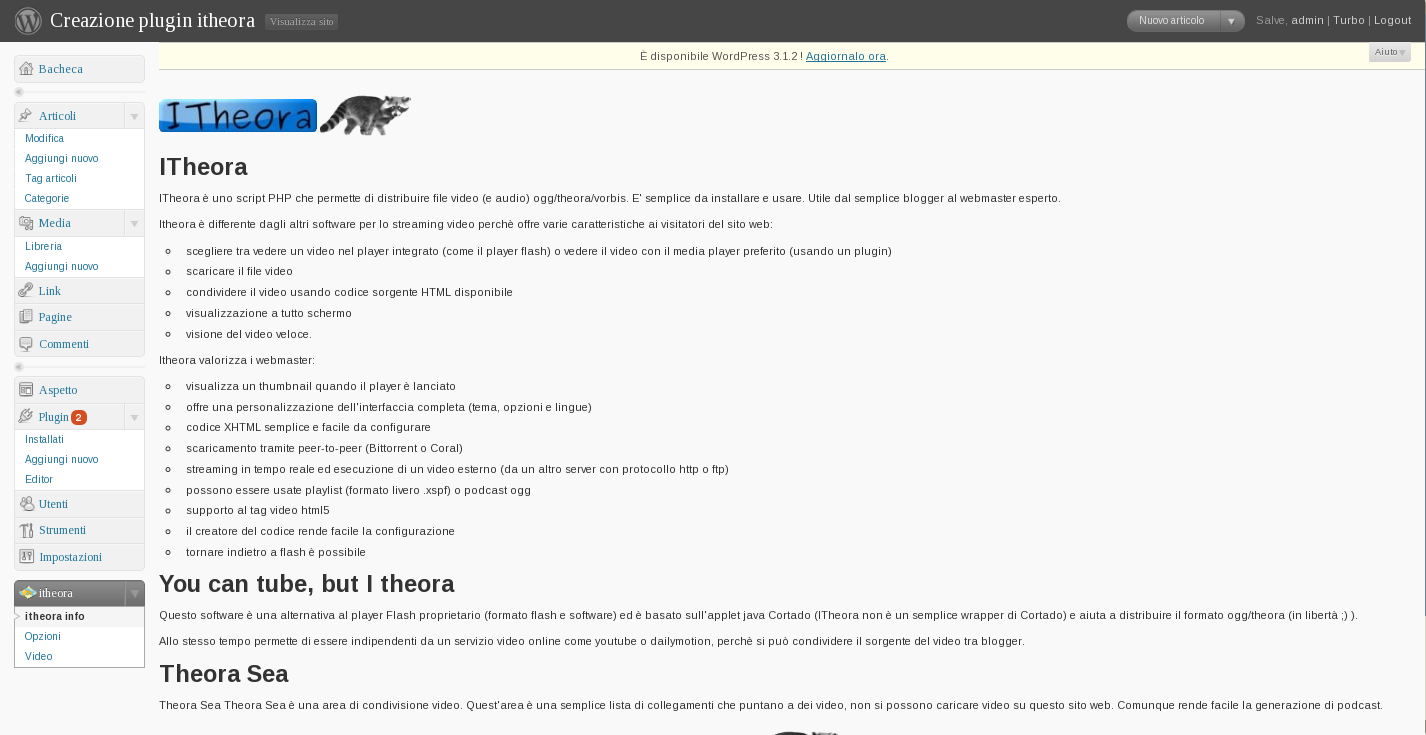 Creazione plugin itheora Visualizza sito Nuovo articolo Salve, admin | Turbo | Logout
È disponibile WordPress 3.1.2 ! Aggiornalo ora. Aiuto
Bacheca
Articoli
Modifica
Aggiungi nuovo
Tag articoli
Categorie
Media
Libreria
Aggiungi nuovo
Link
Pagine
Commenti
Aspetto
Plugin 2
Installati
Aggiungi nuovo
Editor
Utenti
Strumenti
Impostazioni
itheora
itheora info
Opzioni
Video
ITheora
ITheora
ITheora è uno script PHP che permette di distribuire file video (e audio) ogg/theora/vorbis. E' semplice da installare e usare. Utile dal semplice blogger al webmaster esperto.
Itheora è differente dagli altri software per lo streaming video perchè offre varie caratteristiche ai visitatori del sito web:
scegliere tra vedere un video nel player integrato (come il player flash) o vedere il video con il media player preferito (usando un plugin)
scaricare il file video
condividere il video usando codice sorgente HTML disponibile
visualizzazione a tutto schermo
visione del video veloce.
Itheora valorizza i webmaster:
visualizza un thumbnail quando il player è lanciato
offre una personalizzazione dell'interfaccia completa (tema, opzioni e lingue)
codice XHTML semplice e facile da configurare
scaricamento tramite peer-to-peer (Bittorrent o Coral)
streaming in tempo reale ed esecuzione di un video esterno (da un altro server con protocollo http o ftp)
possono essere usate playlist (formato livero .xspf) o podcast ogg
supporto al tag video html5
il creatore del codice rende facile la configurazione
tornare indietro a flash è possibile
You can tube, but I theora
Questo software è una alternativa al player Flash proprietario (formato flash e software) ed è basato sull'applet java Cortado (ITheora non è un semplice wrapper di Cortado) e aiuta a distribuire il formato ogg/theora (in libertà ;) ).
Allo stesso tempo permette di essere indipendenti da un servizio video online come youtube o dailymotion, perchè si può condividere il sorgente del video tra blogger.
Theora Sea
Theora Sea Theora Sea è una area di condivisione video. Quest'area è una semplice lista di collegamenti che puntano a dei video, non si possono caricare video su questo sito web. Comunque rende facile la generazione di podcast.